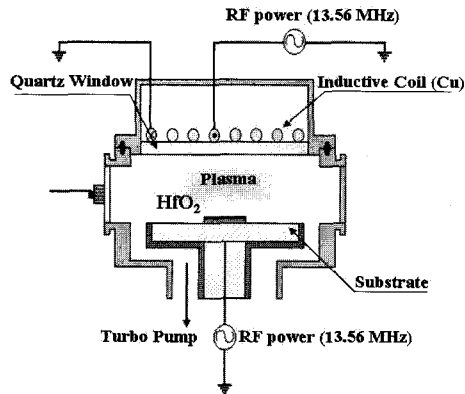 RF power (13.56 MHz)
Quartz Window
Inductive Coil (Cu)
Plasma
HfO2
Substrate
Turbo Pump
RF power (13.56 MHz)